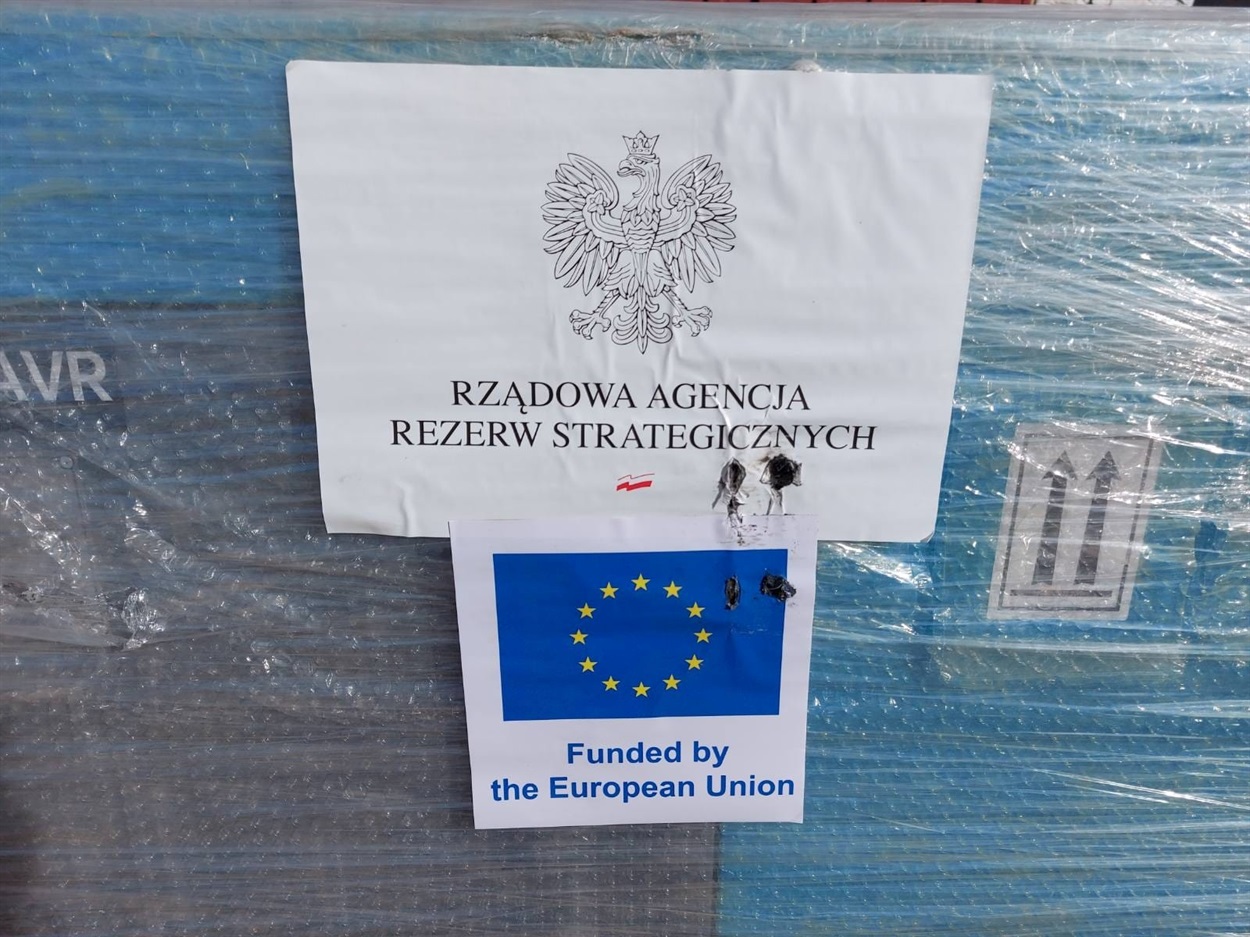 RZĄDOWA AGENCJA
REZERW STRATEGICZNYCH
AVR
Funded by
the European Union